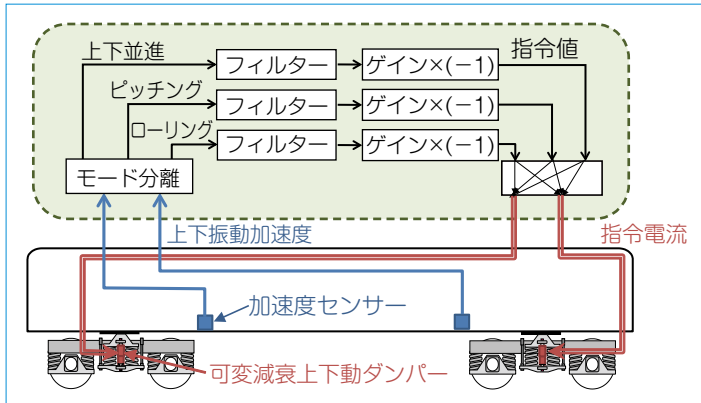 上下並進
フィルター
ゲイン×(－1)
指令値
ピッチング
フィルター
ゲイン×(－1)
ローリング
フィルター
ゲイン×(－1)
モード分離
上下振動加速度
指令電流
加速度センサー
可変減衰上下動ダンパー